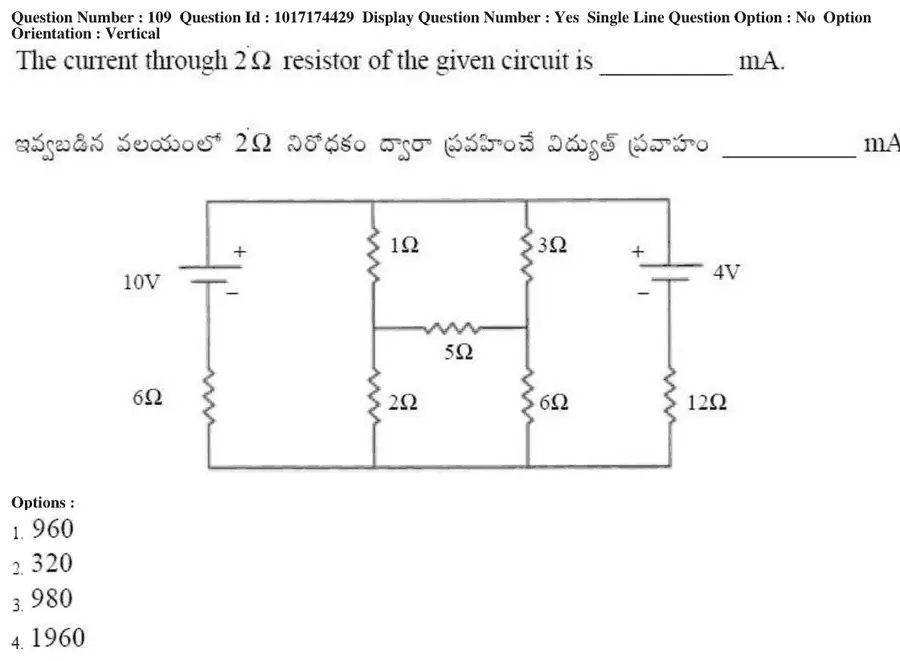 Question Number : 109 Question Id : 1017174429 Display Question Number : Yes Single Line Question Option : No Option
Orientation : Vertical
The current through 2Ω resistor of the given circuit is __________ mA.
ఇవ్వబడిన వలయంలో 2Ω నిరోధకం ద్వారా ప్రవహించే విద్యుత్ ప్రవాహం __________ mA
1Ω
3Ω
+
+
10V
4V
−
−
5Ω
6Ω
2Ω
6Ω
12Ω
Options :
1. 960
2. 320
3. 980
4. 1960